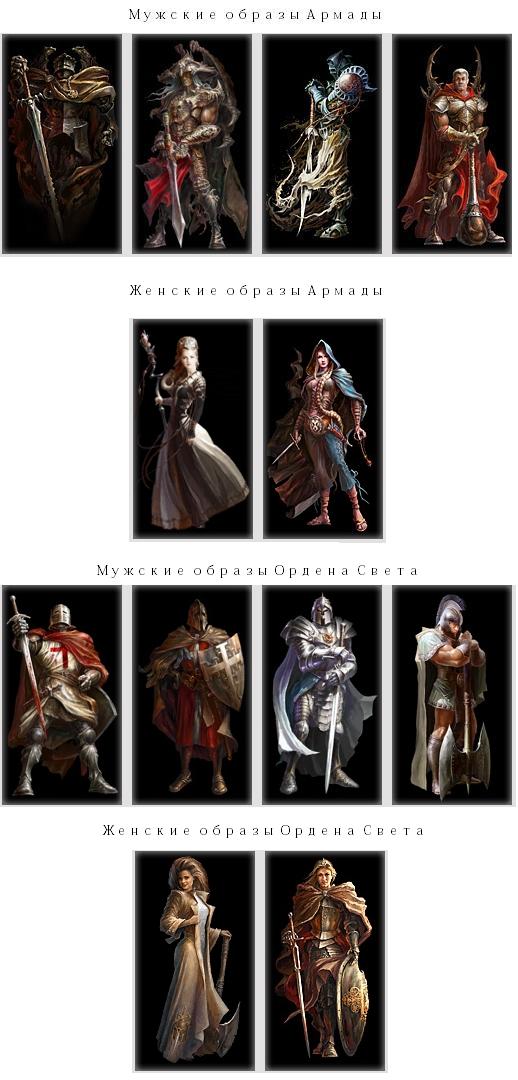 Мужские образы Армады
Женские образы Армады
Мужские образы Ордена Света
Женские образы Ордена Света